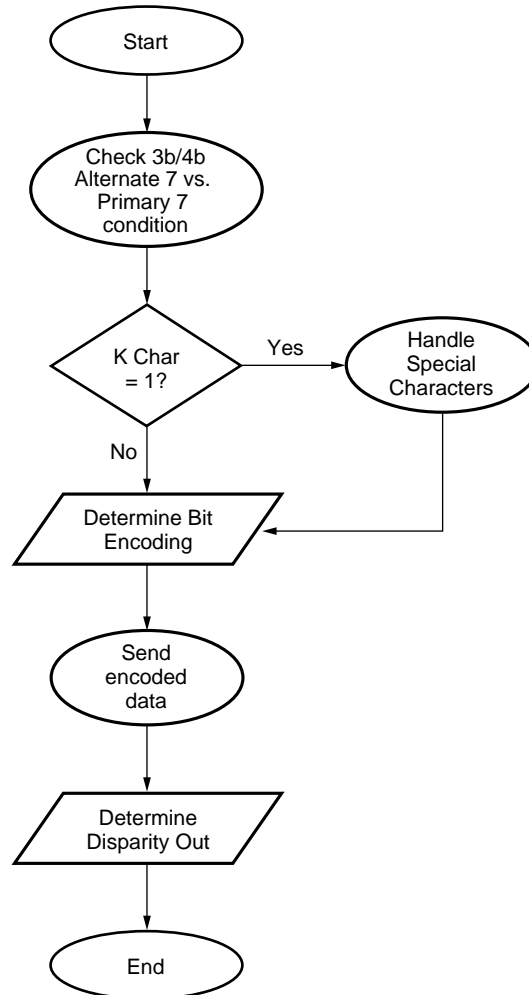 Start
Check 3b/4b
Alternate 7 vs.
Primary 7
condition
K Char
= 1?
Yes
Handle
Special
Characters
No
Determine Bit
Encoding
Send
encoded
data
Determine
Disparity Out
End